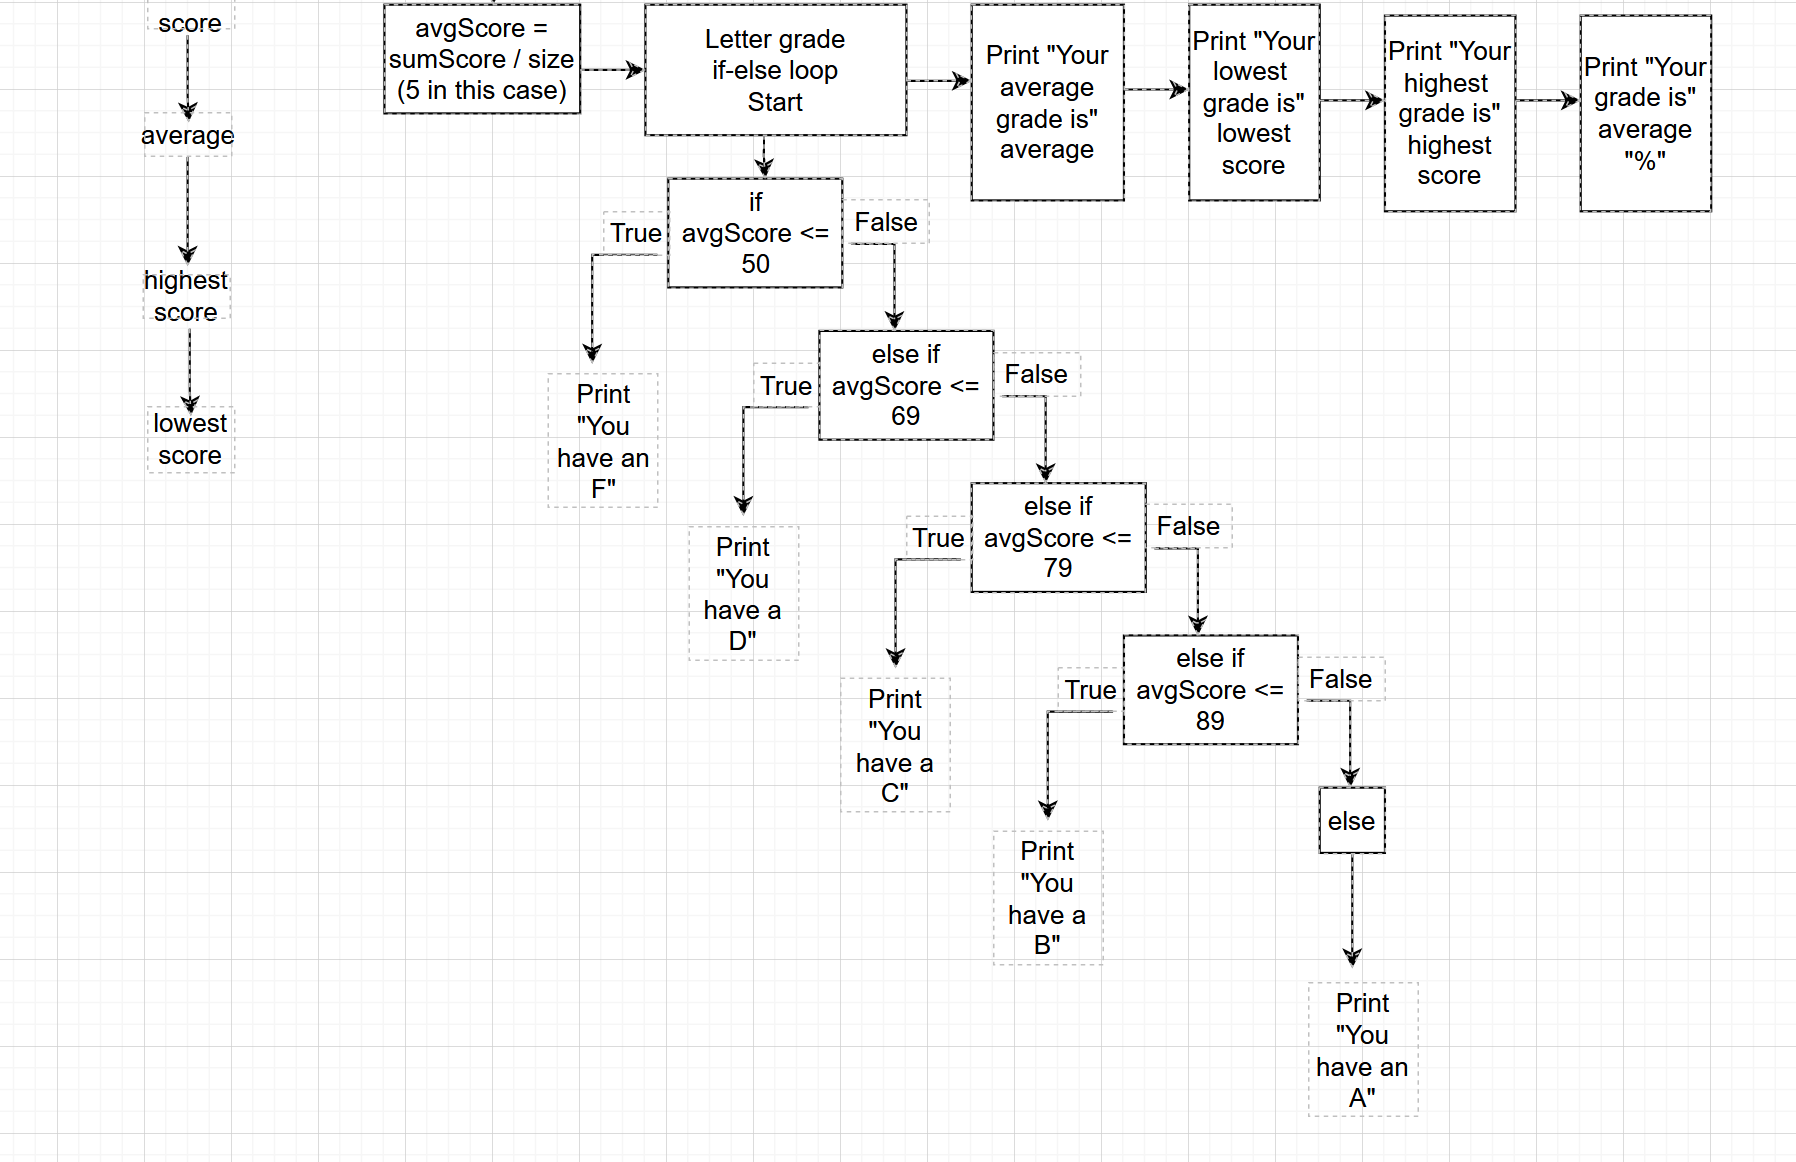 score
average
highest
score
lowest
score
avgScore =
sumScore / size
(5 in this case)
Letter grade
if-else loop
Start
Print "Your
average
grade is"
average
Print "Your
lowest
grade is"
lowest
score
Print "Your
highest
grade is"
highest
score
Print "Your
grade is"
average
"%"
if
avgScore <=
50
True
False
Print
"You
have an
F"
else if
avgScore <=
69
True
False
Print
"You
have a
D"
else if
avgScore <=
79
True
False
Print
"You
have a
C"
else if
avgScore <=
89
True
False
Print
"You
have a
B"
else
Print
"You
have an
A"